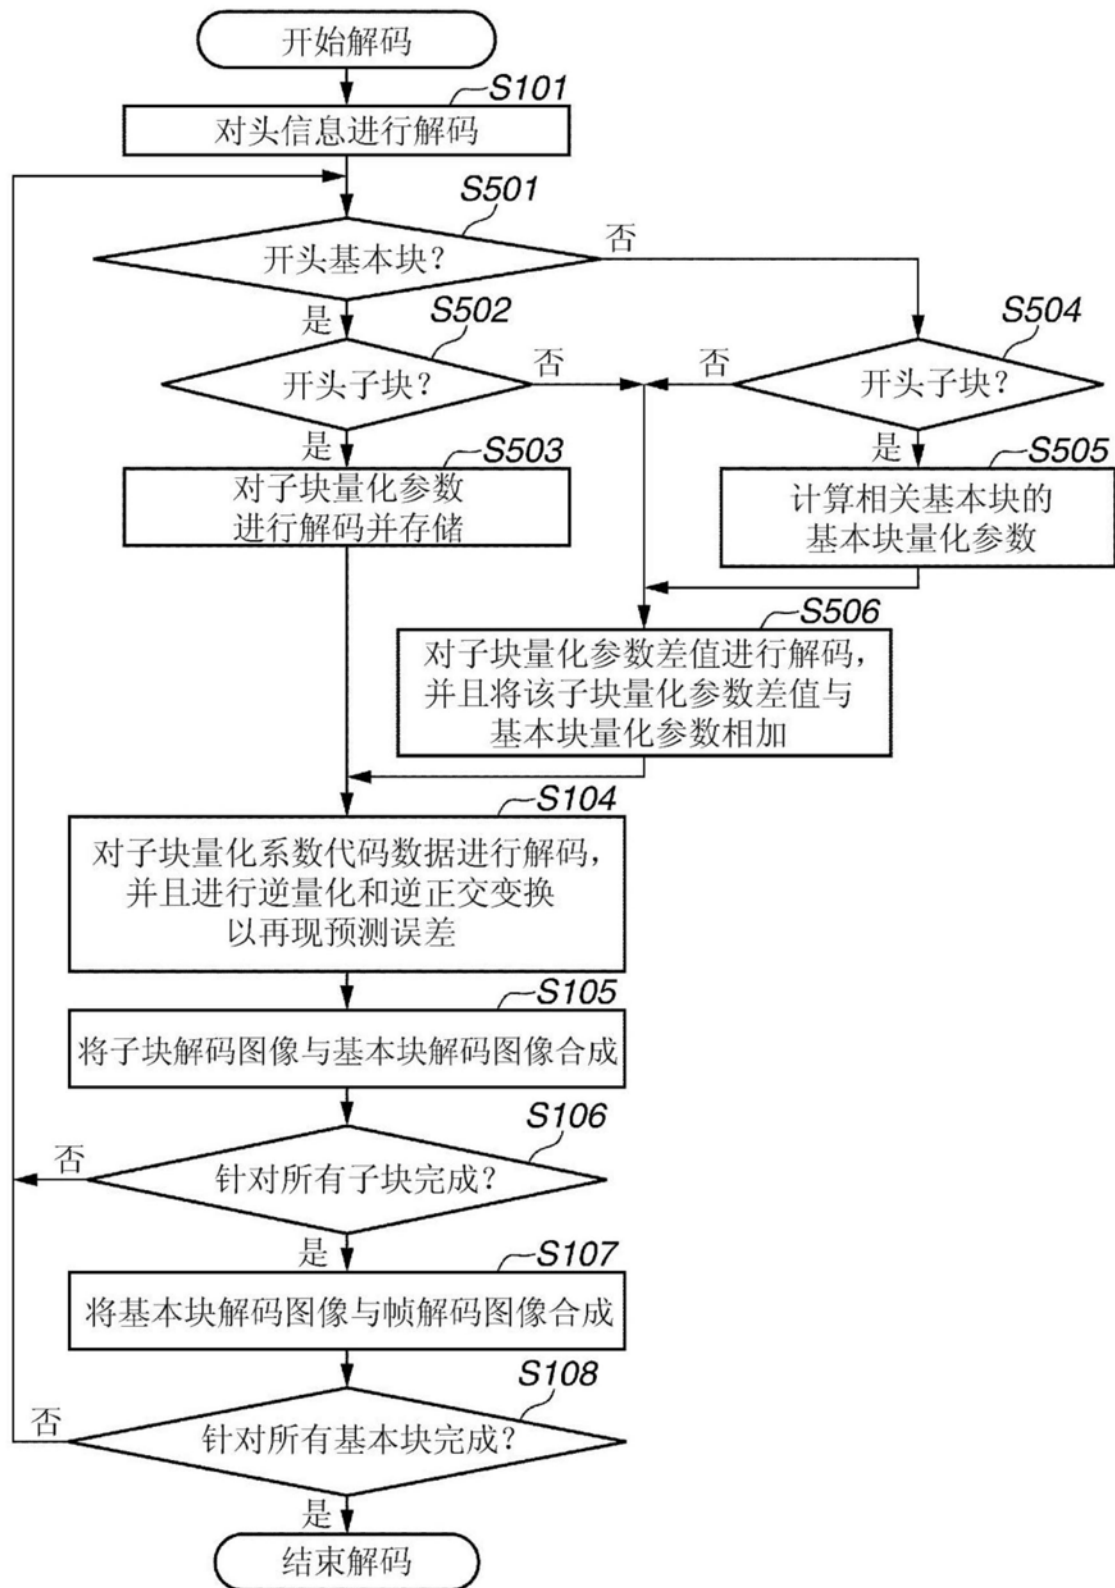 开始解码
S101
对头信息进行解码
S501
开头基本块？
否
是
S502
开头子块？
否
否
S504
开头子块？
是
S503
对子块量化参数
进行解码并存储
是
S505
计算相关基本块的
基本块量化参数
S506
对子块量化参数差值进行解码，
并且将该子块量化参数差值与
基本块量化参数相加
S104
对子块量化系数代码数据进行解码，
并且进行逆量化和逆正交变换
以再现预测误差
S105
将子块解码图像与基本块解码图像合成
S106
否
针对所有子块完成？
是
S107
将基本块解码图像与帧解码图像合成
S108
否
针对所有基本块完成？
是
结束解码